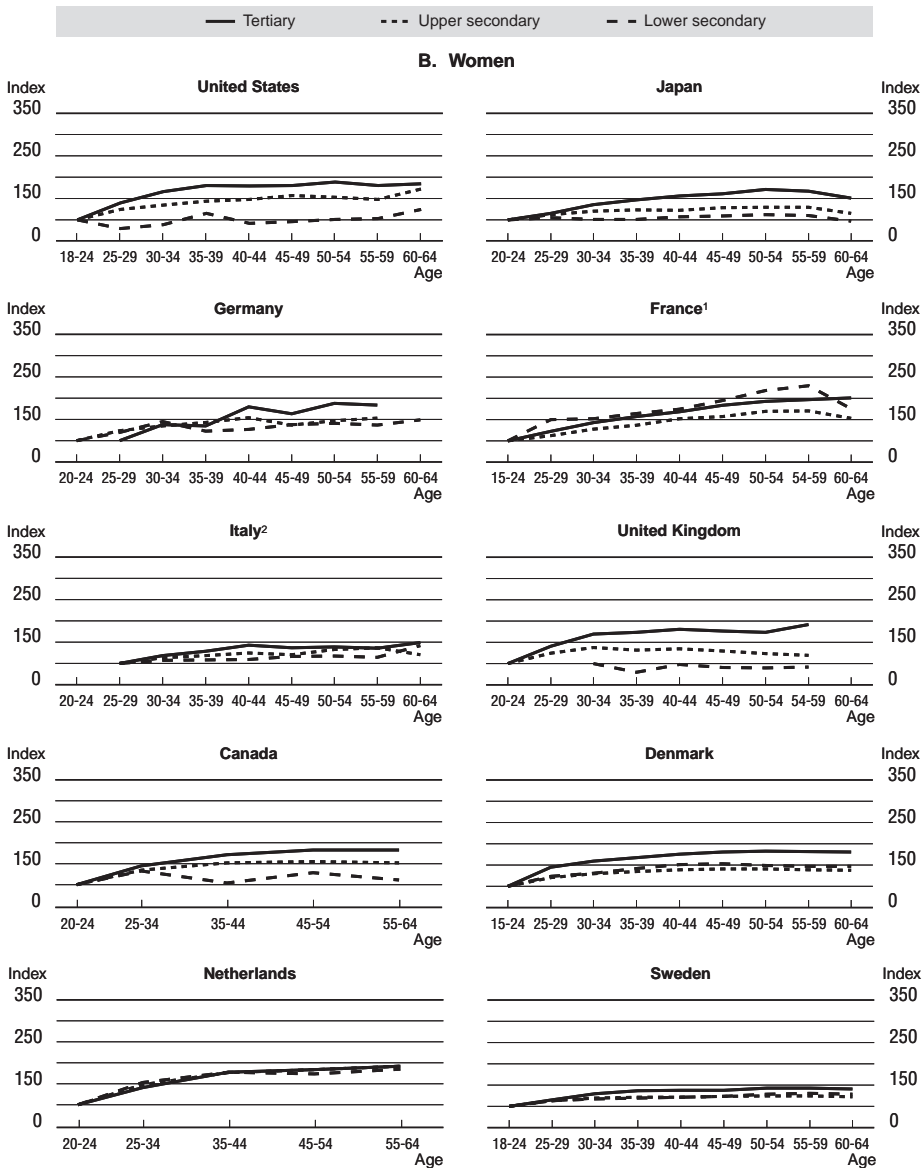 Tertiary Upper secondary Lower secondary
B. Women
United States
Index
350
250
150
0
18-24 25-29 30-34 35-39 40-44 45-49 50-54 55-59 60-64
Age
Japan
Index
350
250
150
0
20-24 25-29 30-34 35-39 40-44 45-49 50-54 55-59 60-64
Age
Germany
Index
350
250
150
0
20-24 25-29 30-34 35-39 40-44 45-49 50-54 55-59 60-64
Age
France1
Index
350
250
150
0
15-24 25-29 30-34 35-39 40-44 45-49 50-54 54-59 60-64
Age
Italy2
Index
350
250
150
0
20-24 25-29 30-34 35-39 40-44 45-49 50-54 55-59 60-64
Age
United Kingdom
Index
350
250
150
0
20-24 25-29 30-34 35-39 40-44 45-49 50-54 54-59 60-64
Age
Canada
Index
350
250
150
0
20-24 25-34 35-44 45-54 55-64
Age
Denmark
Index
350
250
150
0
15-24 25-29 30-34 35-39 40-44 45-49 50-54 55-59 60-64
Age
Netherlands
Index
350
250
150
0
20-24 25-34 35-44 45-54 55-64
Age
Sweden
Index
350
250
150
0
18-24 25-29 30-34 35-39 40-44 45-49 50-54 55-59 60-64
Age